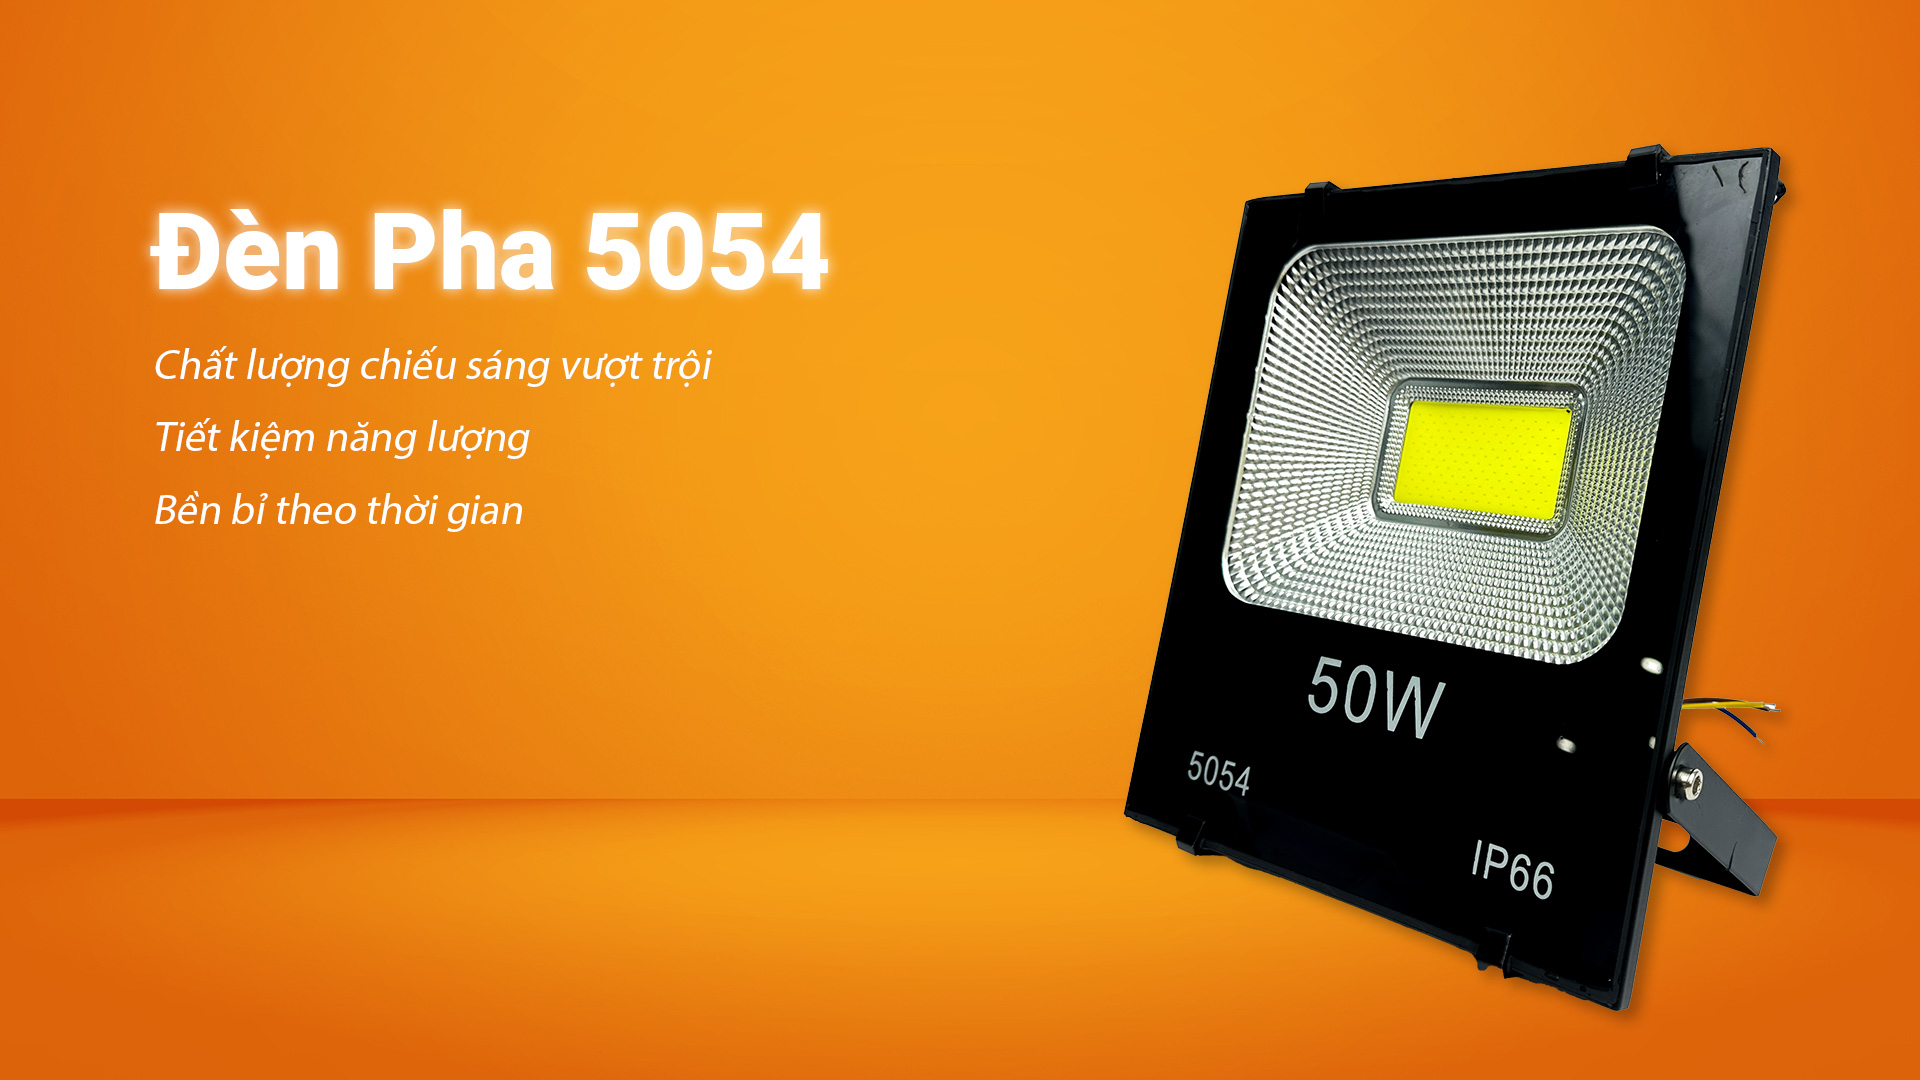 Đèn Pha 5054
Chất lượng chiếu sáng vượt trội
Tiết kiệm năng lượng
Bền bỉ theo thời gian
50W
5054
IP66